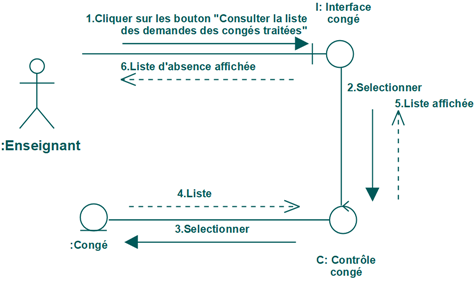 I: Interface
congé
1.Cliquer sur les bouton "Consulter la liste
des demandes des congés traitées"
6.Liste d'absence affichée
2.Selectionner
5.Liste affichée
:Enseignant
4.Liste
3.Selectionner
:Congé
C: Contrôle
congé